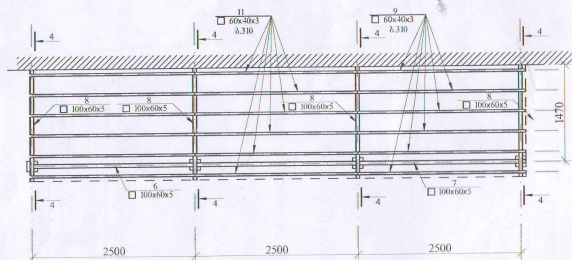 11
□ 60x40x3
ձ.310
9
□ 60x40x3
ձ.310
4 4 4 4
8
□ 100x60x5
8
□ 100x60x5
8
□ 100x60x5
8
□ 100x60x5
1470
6
□ 100x60x5
7
□ 100x60x5
4 4 4 4
2500 2500 2500